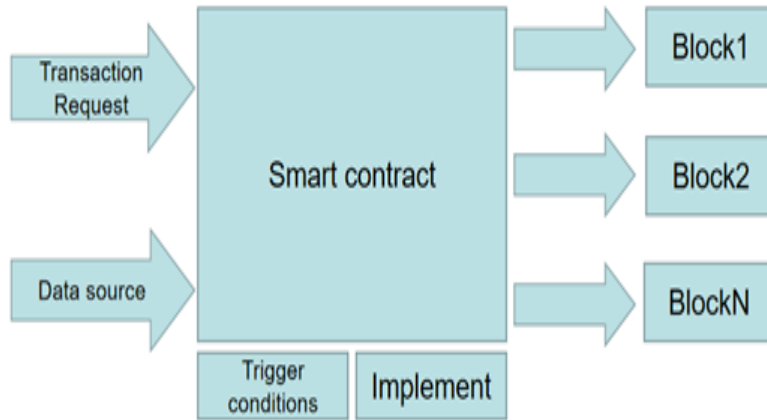 Transaction
Request
Data source
Smart contract
Trigger
conditions
Implement
Block1
Block2
BlockN